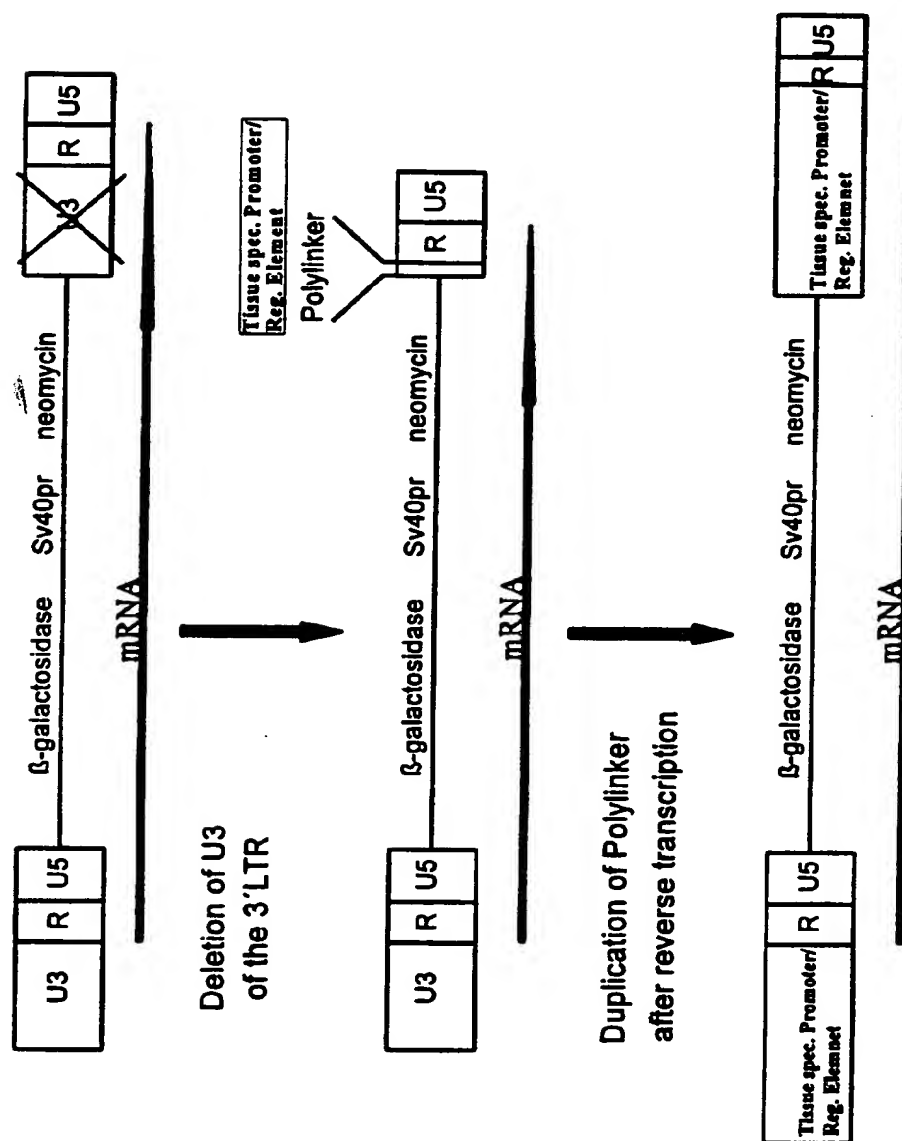 U3 R U5 ß-galactosidase Sv40pr neomycin U3 R U5
mRNA
Deletion of U3
of the 3´LTR
Tissue spec. Promoter/
Reg. Element
Polylinker
U3 R U5 ß-galactosidase Sv40pr neomycin R U5
mRNA
Duplication of Polylinker
after reverse transcription
Tissue spec. Promoter/
Reg. Elemnet
R U5 ß-galactosidase Sv40pr neomycin
Tissue spec. Promoter/
Reg. Elemnet
R U5
mRNA